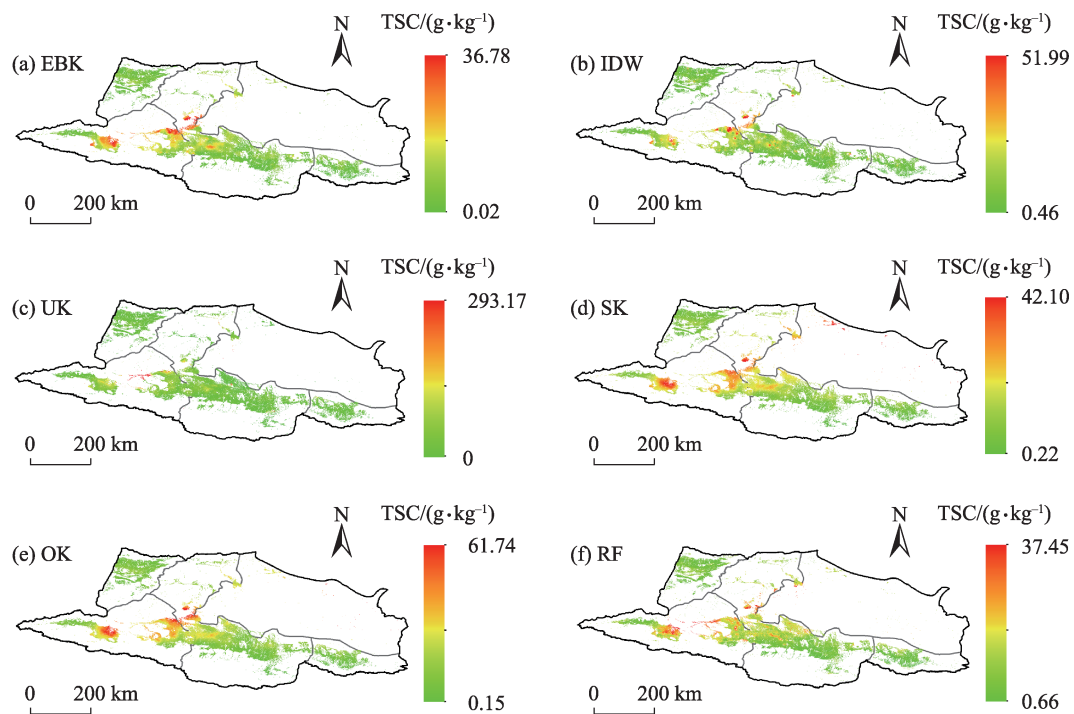 (a) EBK
N
TSC/(g·kg⁻¹)
36.78
0.02
0 200 km
(b) IDW
N
TSC/(g·kg⁻¹)
51.99
0.46
0 200 km
(c) UK
N
TSC/(g·kg⁻¹)
293.17
0
0 200 km
(d) SK
N
TSC/(g·kg⁻¹)
42.10
0.22
0 200 km
(e) OK
N
TSC/(g·kg⁻¹)
61.74
0.15
0 200 km
(f) RF
N
TSC/(g·kg⁻¹)
37.45
0.66
0 200 km